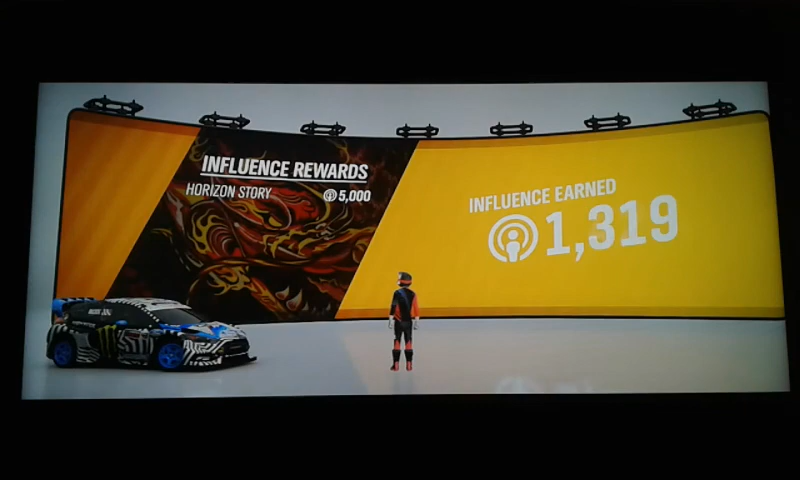 INFLUENCE REWARDS
HORIZON STORY 5,000
INFLUENCE EARNED
1,319